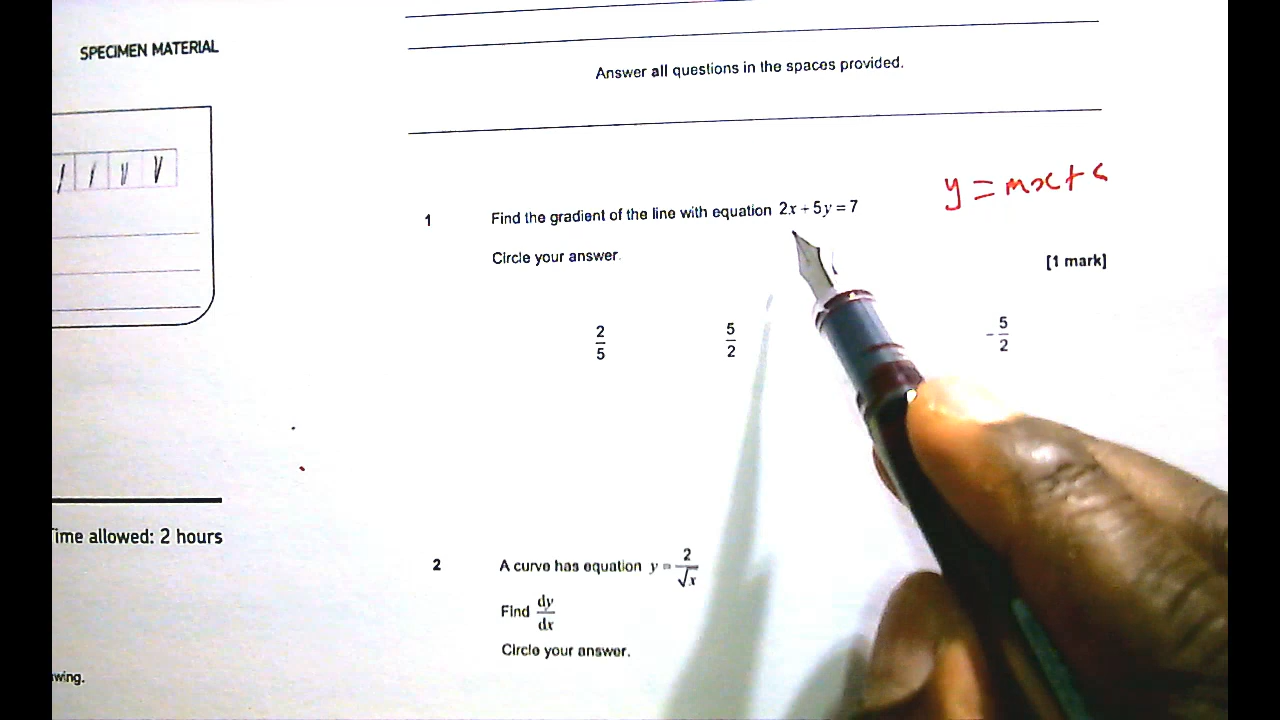 SPECIMEN MATERIAL
Answer all questions in the spaces provided.
y = mx + c
1 Find the gradient of the line with equation 2x + 5y = 7
Circle your answer.
[1 mark]
2/5 5/2 -5/2
Time allowed: 2 hours
2 A curve has equation y = 2/√x
Find dy/dx
Circle your answer.